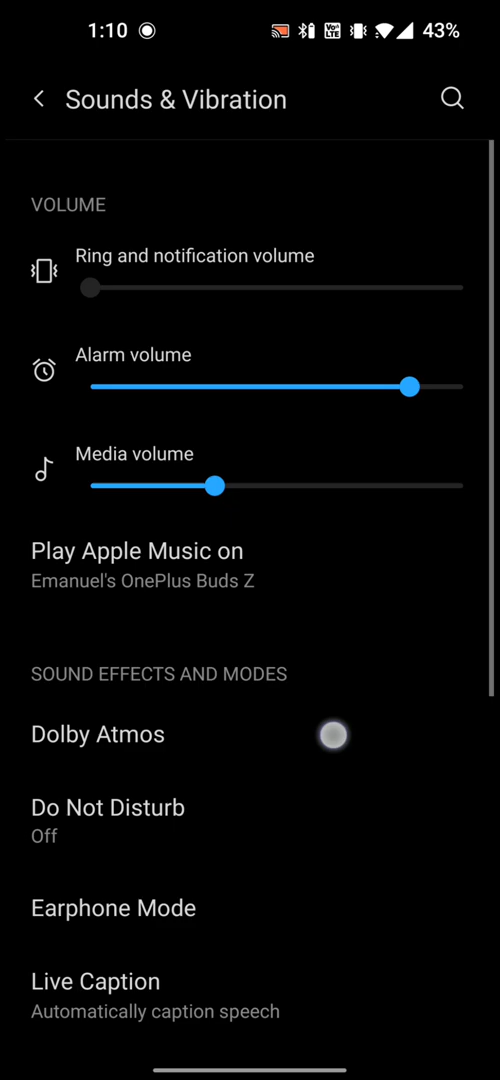 1:10
Vo) LTE
43%
Sounds & Vibration
VOLUME
Ring and notification volume
Alarm volume
Media volume
Play Apple Music on
Emanuel's OnePlus Buds Z
SOUND EFFECTS AND MODES
Dolby Atmos
Do Not Disturb
Off
Earphone Mode
Live Caption
Automatically caption speech